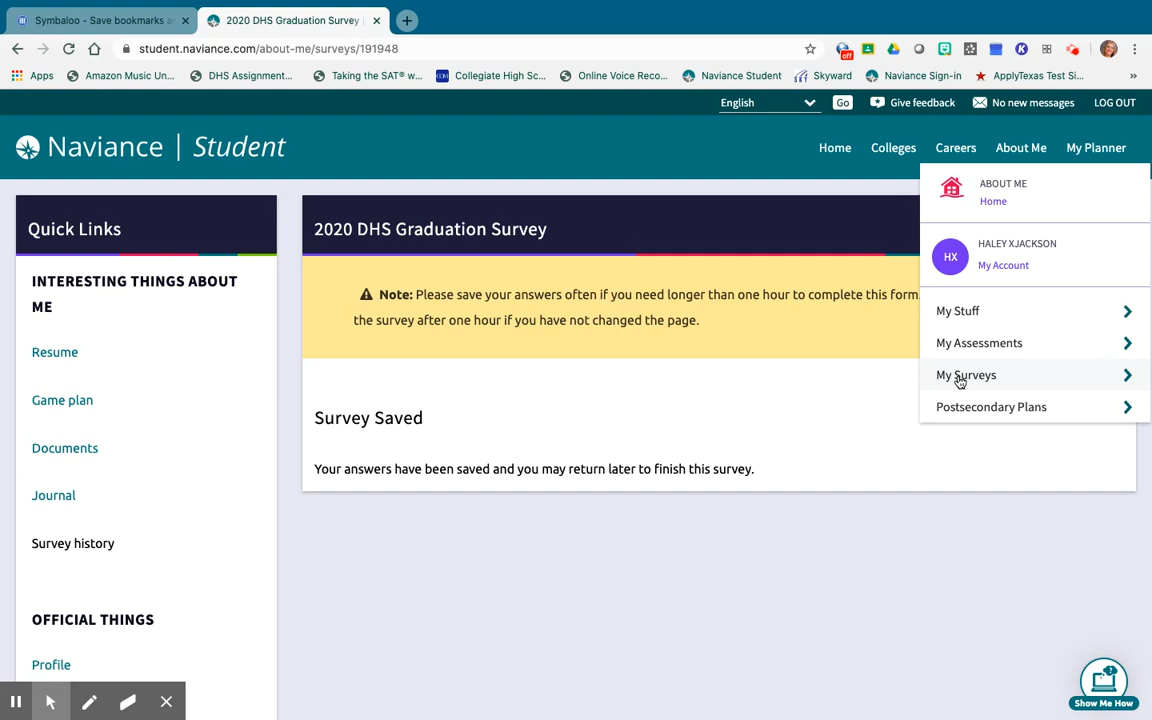 Symbaloo - Save bookmarks a
2020 DHS Graduation Survey
student.naviance.com/about-me/surveys/191948
off
K
Apps
Amazon Music Un...
DHS Assignment...
Taking the SAT® w...
Collegiate High Sc...
Online Voice Reco...
Naviance Student
Skyward
Naviance Sign-in
ApplyTexas Test Si...
»
English
Go
Give feedback
No new messages
LOG OUT
Naviance | Student
Home
Colleges
Careers
About Me
My Planner
ABOUT ME
Home
HX
HALEY XJACKSON
My Account
My Stuff
My Assessments
My Surveys
Postsecondary Plans
Quick Links
INTERESTING THINGS ABOUT
ME
Resume
Game plan
Documents
Journal
Survey history
OFFICIAL THINGS
Profile
2020 DHS Graduation Survey
Note: Please save your answers often if you need longer than one hour to complete this form.
the survey after one hour if you have not changed the page.
Survey Saved
Your answers have been saved and you may return later to finish this survey.
Show Me How